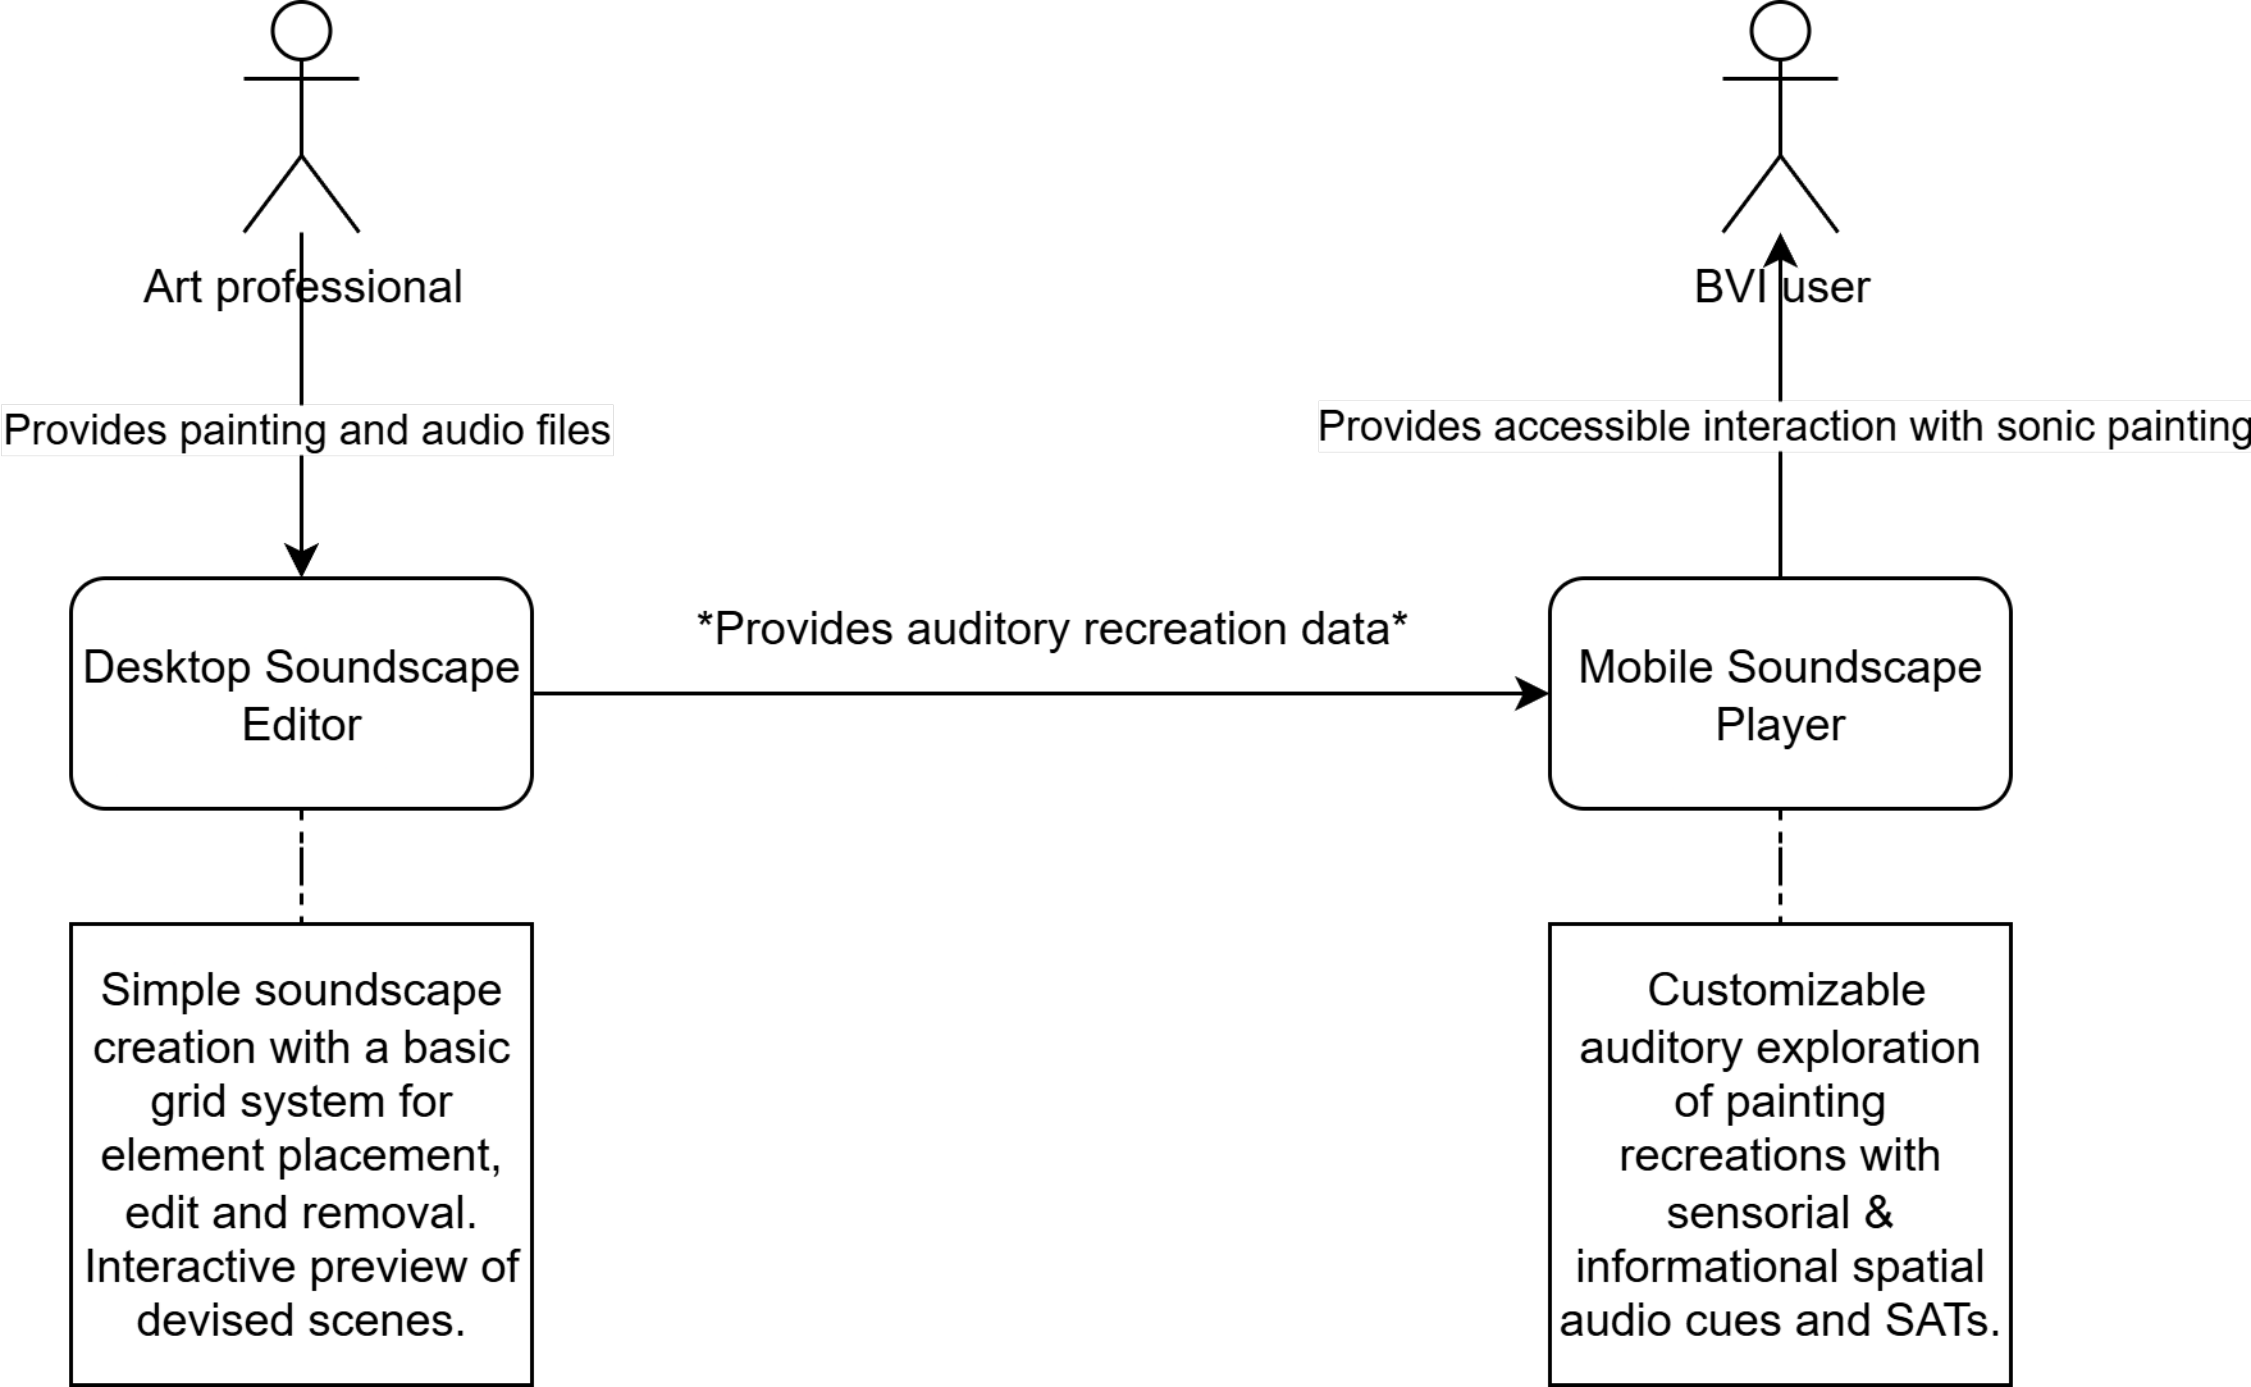 Art professional
BVI user
Provides painting and audio files
Provides accessible interaction with sonic painting
*Provides auditory recreation data*
Desktop Soundscape
Editor
Mobile Soundscape
Player
Simple soundscape
creation with a basic
grid system for
element placement,
edit and removal.
Interactive preview of
devised scenes.
Customizable
auditory exploration
of painting
recreations with
sensorial &
informational spatial
audio cues and SATs.